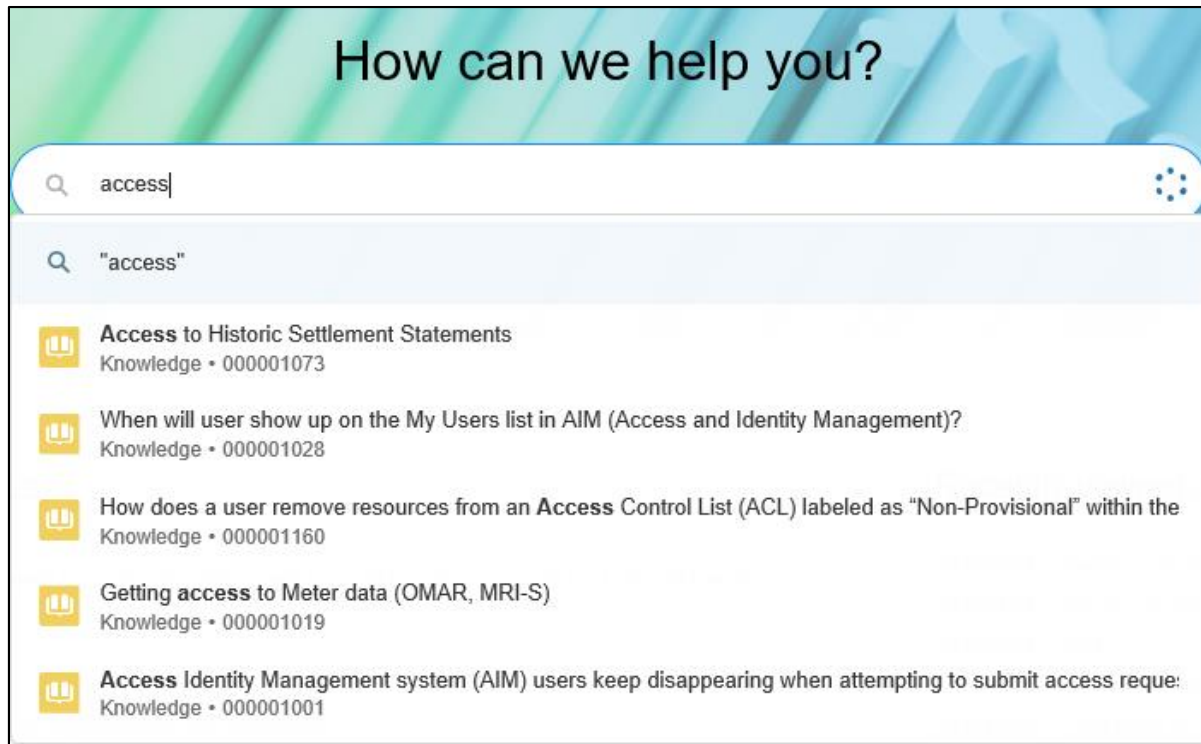 How can we help you?
access
"access"
Access to Historic Settlement Statements
Knowledge • 000001073
When will user show up on the My Users list in AIM (Access and Identity Management)?
Knowledge • 000001028
How does a user remove resources from an Access Control List (ACL) labeled as “Non-Provisional” within the
Knowledge • 000001160
Getting access to Meter data (OMAR, MRI-S)
Knowledge • 000001019
Access Identity Management system (AIM) users keep disappearing when attempting to submit access reque
Knowledge • 000001001